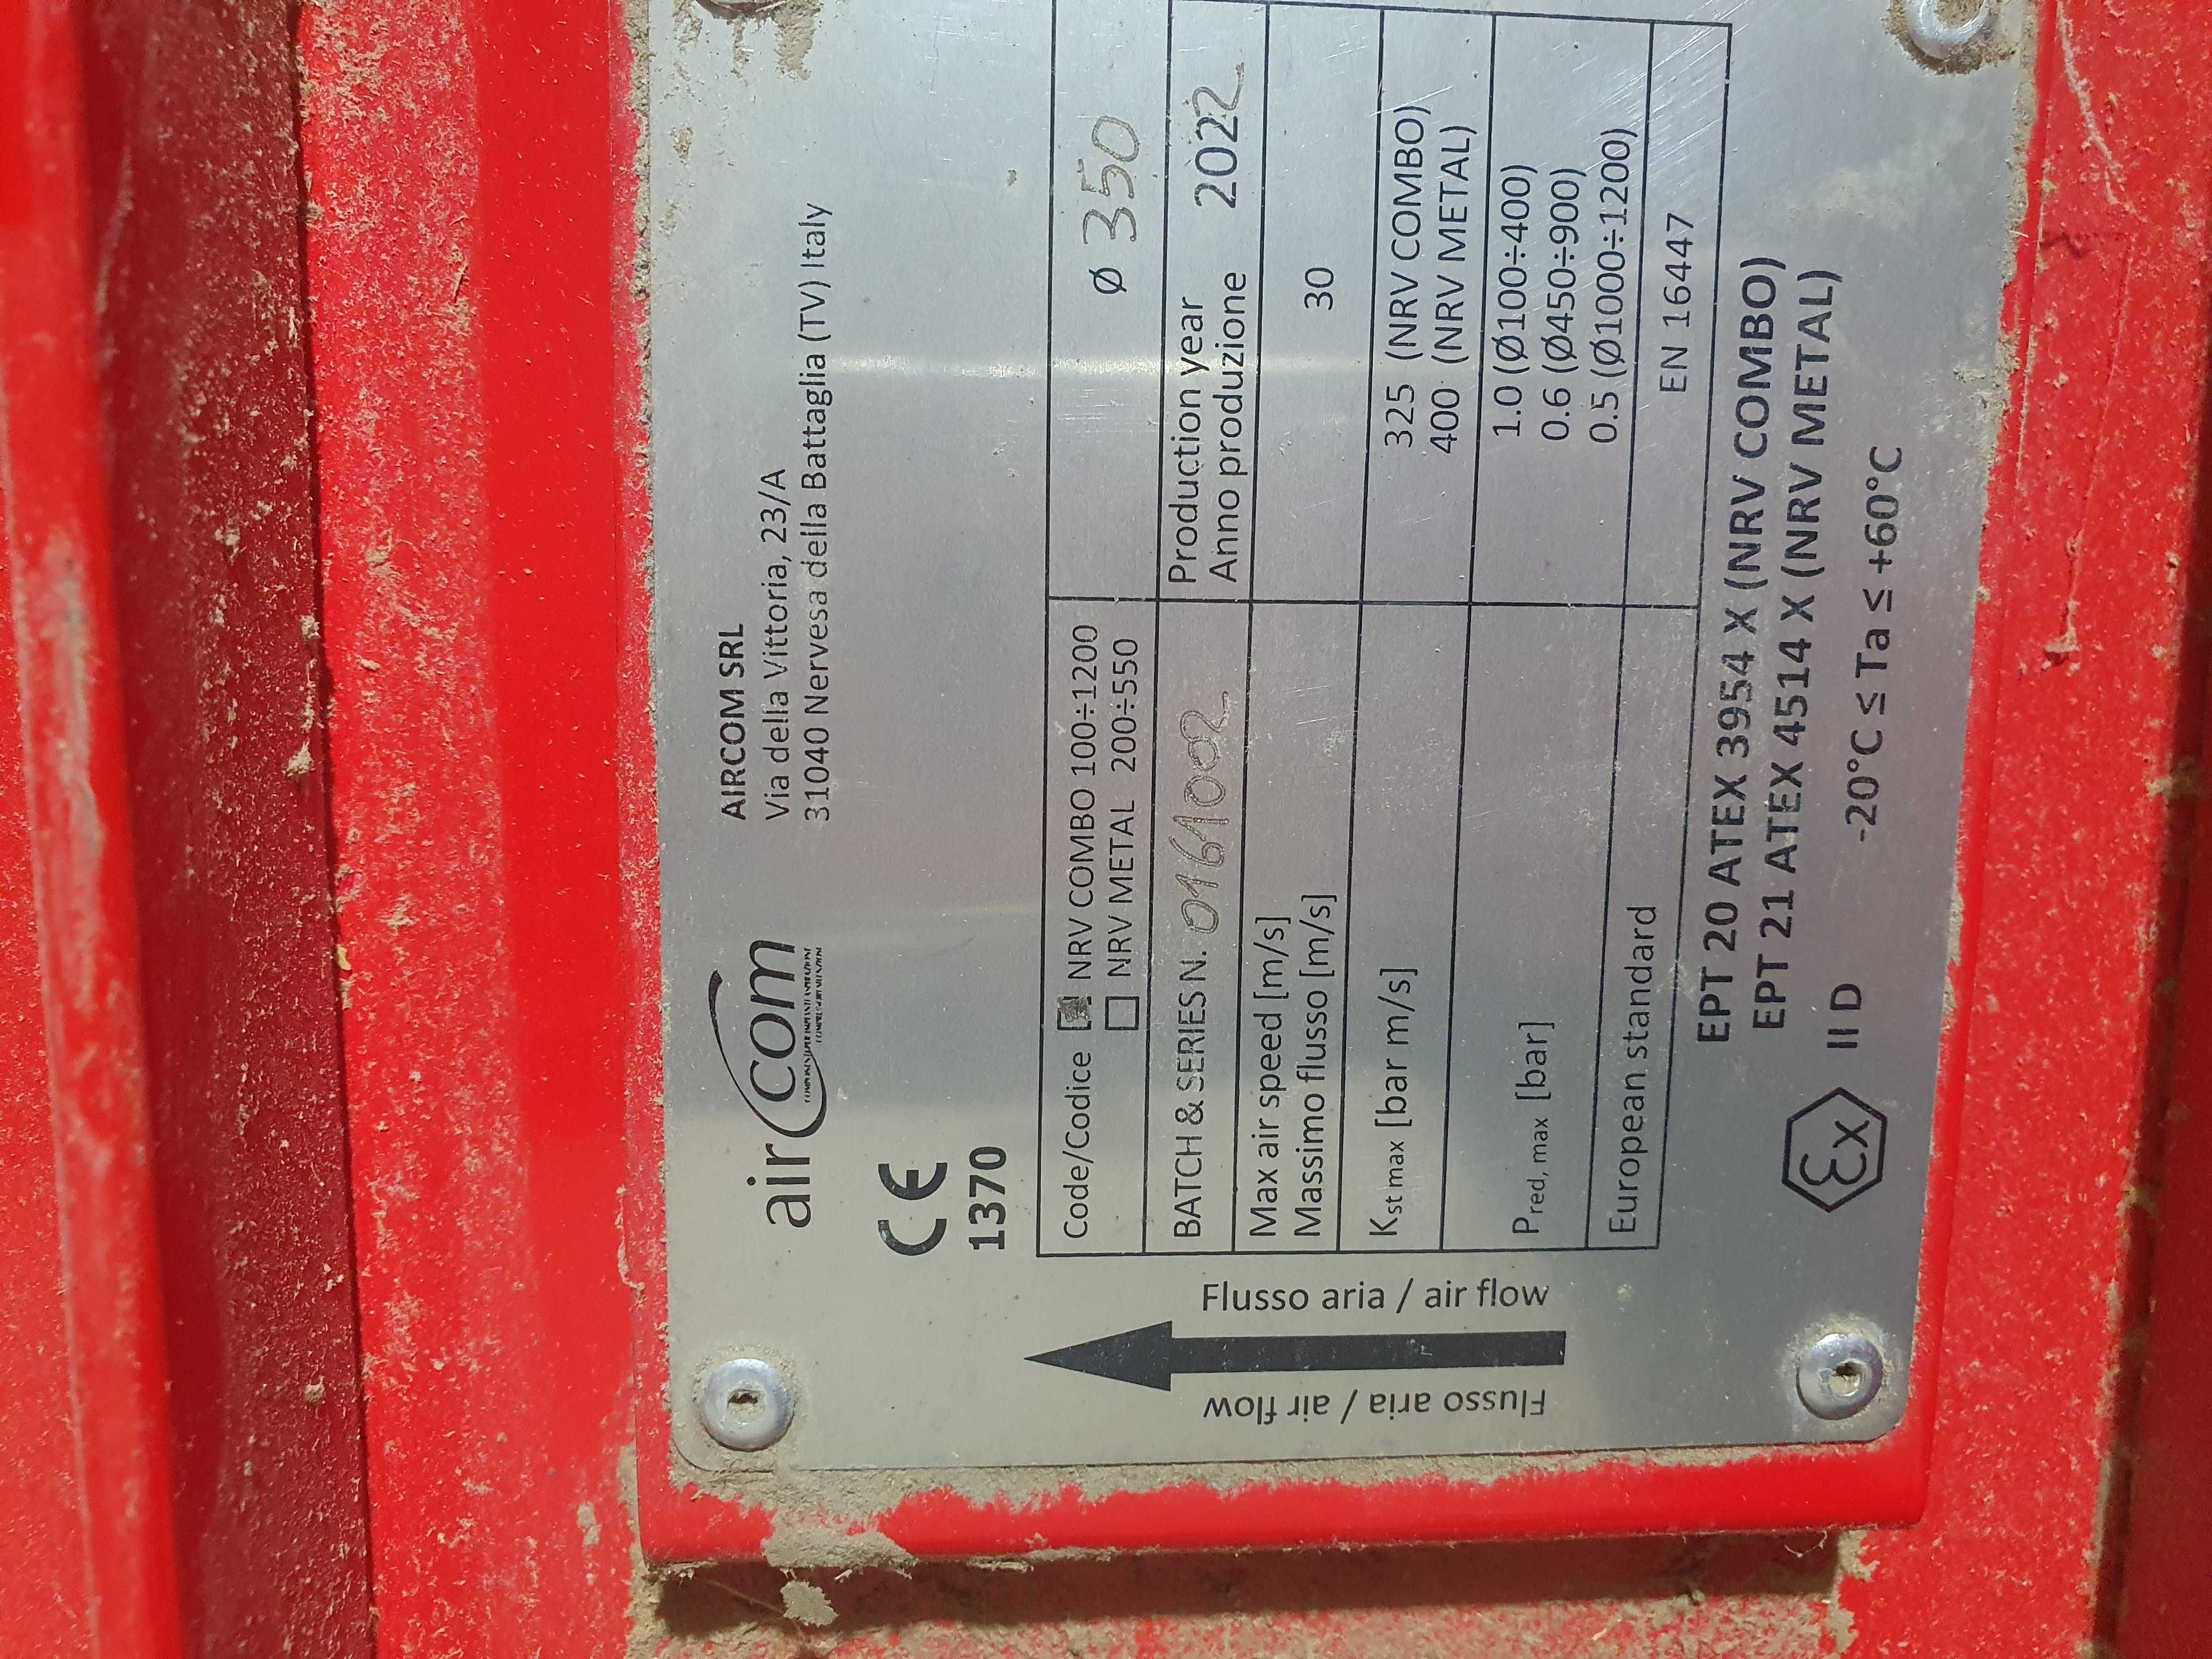 aircom
AIRCOM SRL
Via della Vittoria, 23/A
31040 Nervesa della Battaglia (TV) Italy
CE
1370
Code/Codice NRV COMBO 100÷1200 Ø 350
NRV METAL 200÷550
BATCH & SERIES N. 0161002 Production year
Anno produzione 2022
Max air speed [m/s]
Massimo flusso [m/s] 30
Kst max [bar m/s] 325 (NRV COMBO)
400 (NRV METAL)
Pred, max [bar] 1.0 (Ø100÷400)
0.6 (Ø450÷900)
0.5 (Ø1000÷1200)
European standard EN 16447
EPT 20 ATEX 3954 X (NRV COMBO)
EPT 21 ATEX 4514 X (NRV METAL)
Ex II D -20°C ≤ Ta ≤ +60°C
Flusso aria / air flow
Flusso aria / air flow